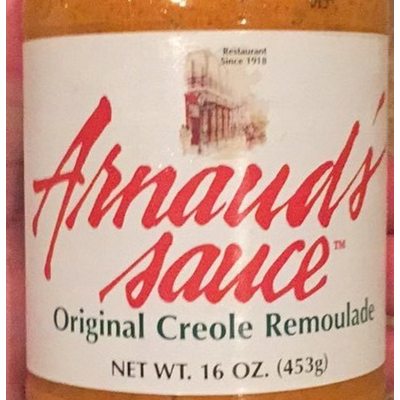 Restaurant
Since 1918
Arnaud's
sauce™
Original Creole Remoulade
NET WT. 16 OZ. (453g)